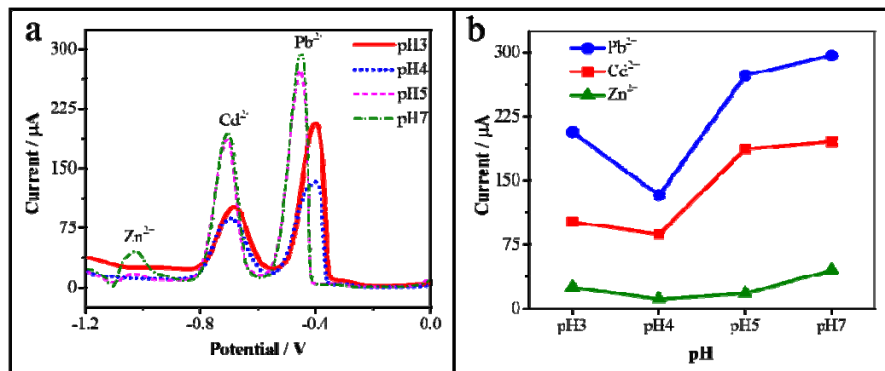 a
300
225
150
75
0
Current / µA
-1.2
-0.8
-0.4
0.0
Potential / V
Zn²⁻
Cd²⁻
Pb²⁻
pH3
pH4
pH5
pH7
b
300
225
150
75
0
Current / µA
pH3
pH4
pH5
pH7
pH
Pb²⁻
Cd²⁻
Zn²⁻